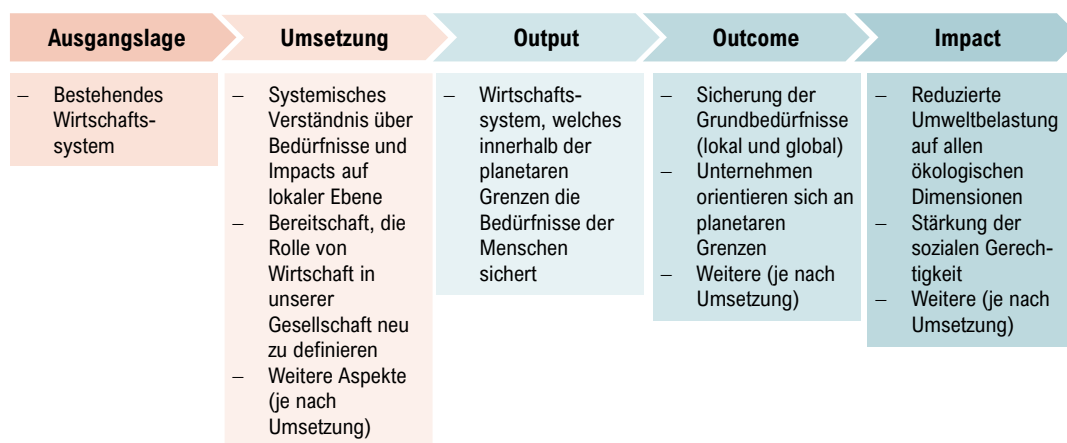 Ausgangslage
Umsetzung
Output
Outcome
Impact
– Bestehendes
Wirtschafts-
system
– Systemisches
Verständnis über
Bedürfnisse und
Impacts auf
lokaler Ebene
– Bereitschaft, die
Rolle von
Wirtschaft in
unserer
Gesellschaft neu
zu definieren
– Weitere Aspekte
(je nach
Umsetzung)
– Wirtschafts-
system, welches
innerhalb der
planetaren
Grenzen die
Bedürfnisse der
Menschen
sichert
– Sicherung der
Grundbedürfnisse
(lokal und global)
– Unternehmen
orientieren sich an
planetaren
Grenzen
– Weitere (je nach
Umsetzung)
– Reduzierte
Umweltbelastung
auf allen
ökologischen
Dimensionen
– Stärkung der
sozialen Gerech-
tigkeit
– Weitere (je nach
Umsetzung)